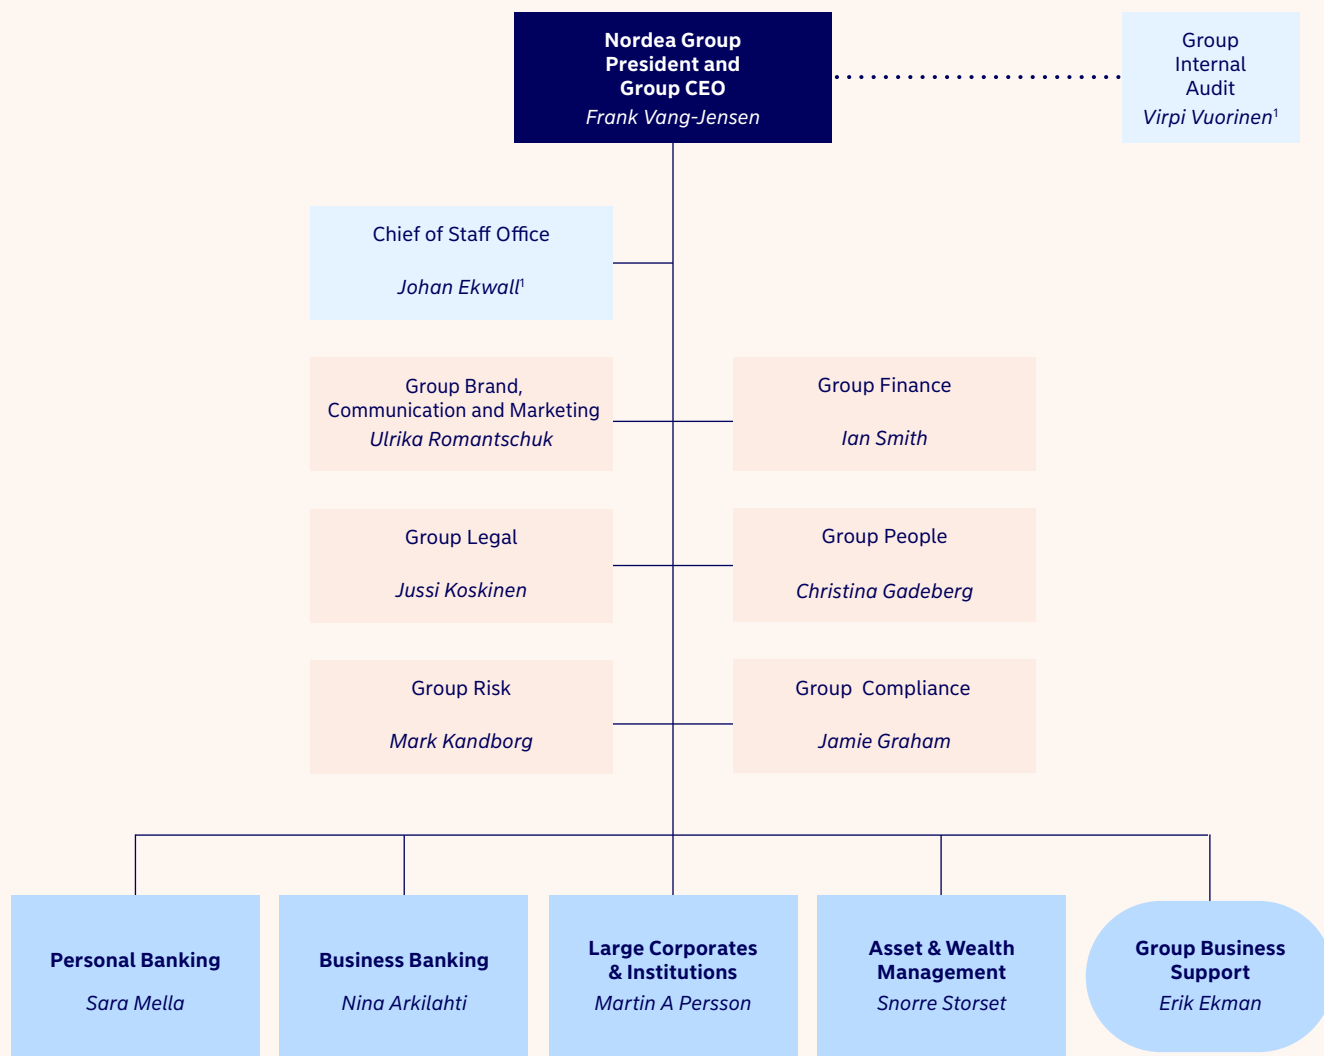 Nordea Group
President and
Group CEO
Frank Vang-Jensen
Group
Internal
Audit
Virpi Vuorinen¹
Chief of Staff Office
Johan Ekwall¹
Group Brand,
Communication and Marketing
Ulrika Romantschuk
Group Finance
Ian Smith
Group Legal
Jussi Koskinen
Group People
Christina Gadeberg
Group Risk
Mark Kandborg
Group Compliance
Jamie Graham
Personal Banking
Sara Mella
Business Banking
Nina Arkilahti
Large Corporates
& Institutions
Martin A Persson
Asset & Wealth
Management
Snorre Storset
Group Business
Support
Erik Ekman